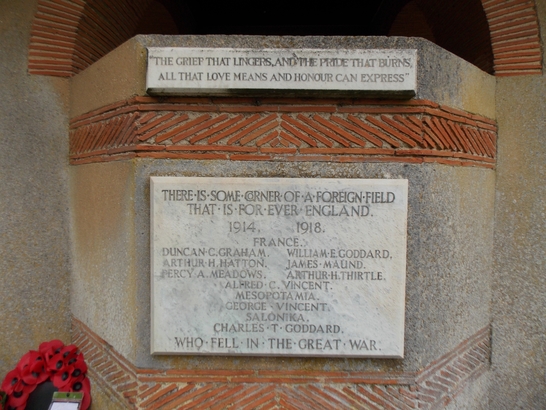 "THE GRIEF THAT LINGERS, AND THE PRIDE THAT BURNS,
ALL THAT LOVE MEANS AND HONOUR CAN EXPRESS"
THERE·IS·SOME·CORNER·OF·A·FOREIGN·FIELD
THAT·IS·FOR·EVER·ENGLAND.
1914. 1918.
FRANCE.
DUNCAN·C·GRAHAM. WILLIAM·E·GODDARD.
ARTHUR·H·HATTON. JAMES·MAUND.
PERCY·A·MEADOWS. ARTHUR·H·THIRTLE.
ALFRED·C·VINCENT.
MESOPOTAMIA.
GEORGE·VINCENT.
SALONIKA.
CHARLES·T·GODDARD.
WHO·FELL·IN·THE·GREAT·WAR.